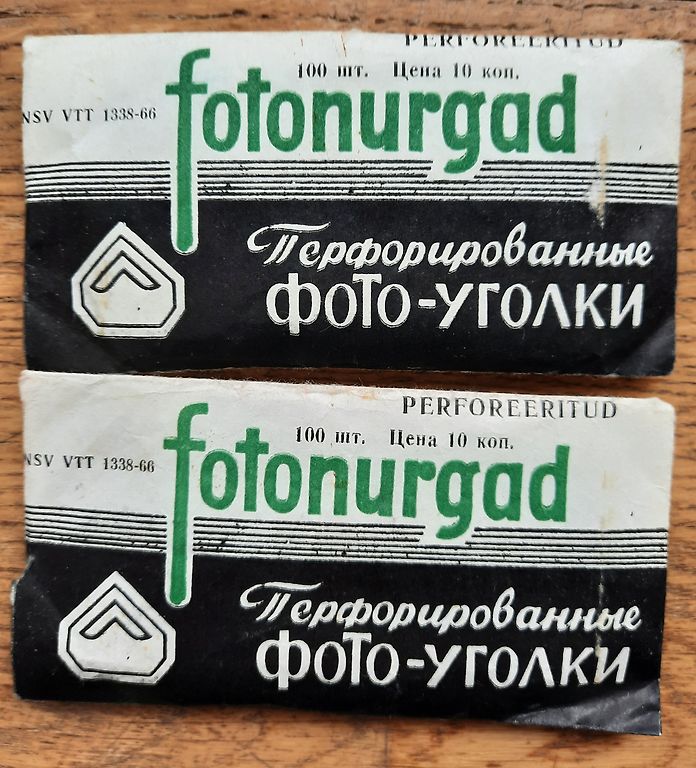 PERFOREERITUD
100 шт. Цена 10 коп.
NSV VTT 1338-66
fotonurgad
Перфорированные
ФОТО-УГОЛКИ
PERFOREERITUD
100 шт. Цена 10 коп.
NSV VTT 1338-66
fotonurgad
Перфорированные
ФОТО-УГОЛКИ